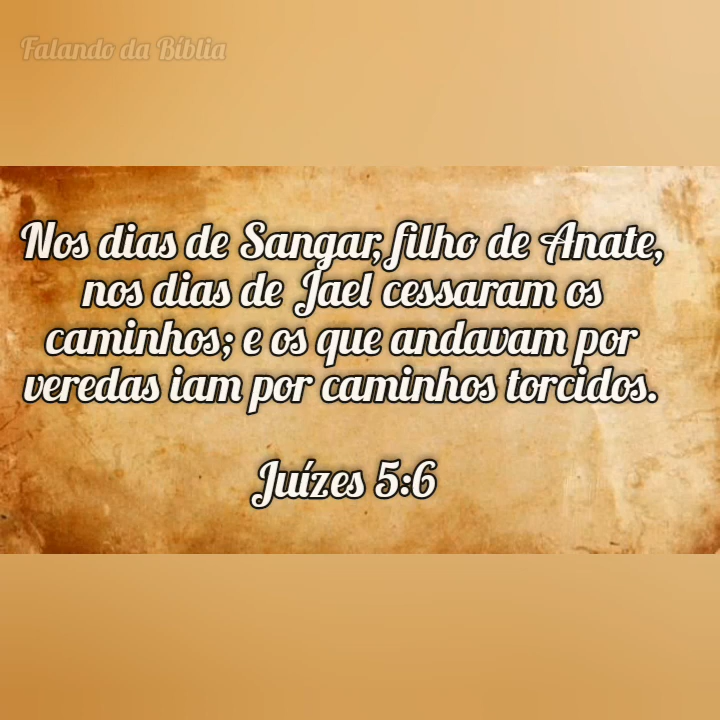 Falando da Bíblia
Nos dias de Sangar, filho de Anate,
nos dias de Jael cessaram os
caminhos; e os que andavam por
veredas iam por caminhos torcidos.
Juízes 5:6